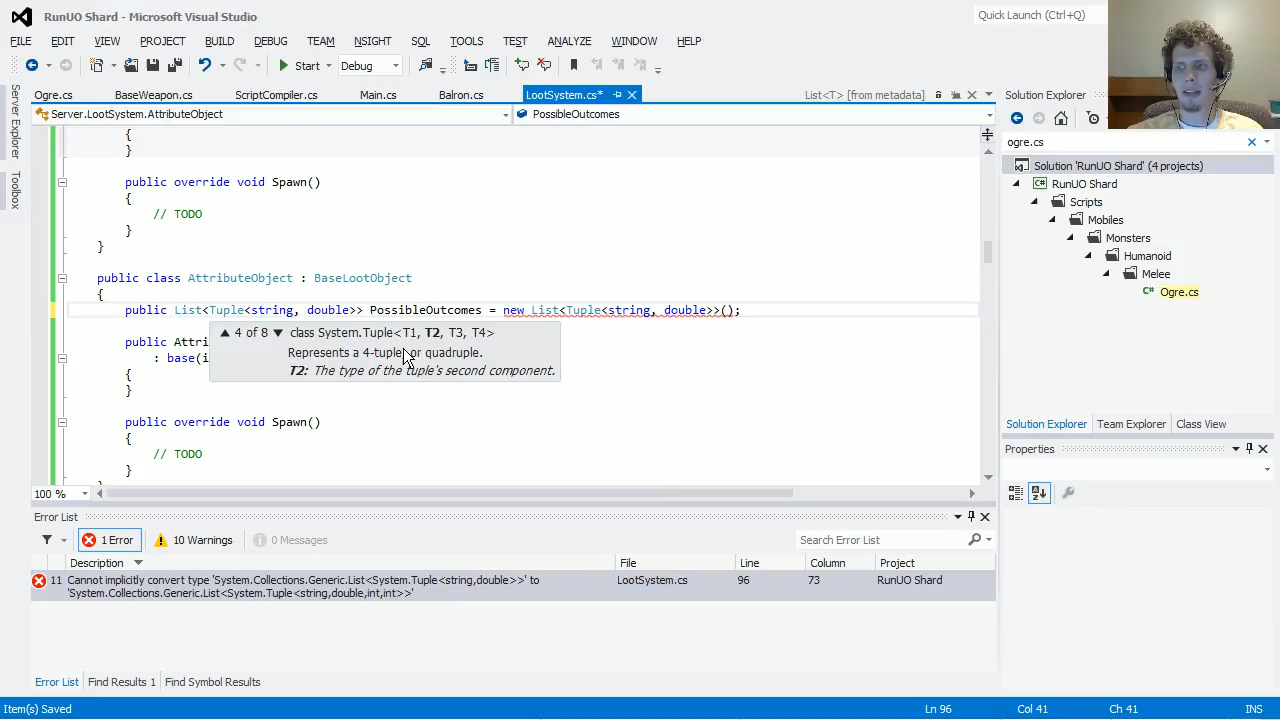 RunUO Shard - Microsoft Visual Studio
Quick Launch (Ctrl+Q)
FILE EDIT VIEW PROJECT BUILD DEBUG TEAM NSIGHT SQL TOOLS TEST ANALYZE WINDOW HELP
Start Debug
Server Explorer
Toolbox
Ogre.cs BaseWeapon.cs ScriptCompiler.cs Main.cs Balron.cs LootSystem.cs* List<T> [from metadata]
Server.LootSystem.AttributeObject PossibleOutcomes
{
}
public override void Spawn()
{
// TODO
}
}
public class AttributeObject : BaseLootObject
{
public List<Tuple<string, double>> PossibleOutcomes = new List<Tuple<string, double>>();
4 of 8 class System.Tuple<T1, T2, T3, T4>
Represents a 4-tuple, or quadruple.
T2: The type of the tuple's second component.
public Attri
: base(i
{
}
public override void Spawn()
{
// TODO
}
100 %
Solution Explorer
ogre.cs
Solution 'RunUO Shard' (4 projects)
RunUO Shard
Scripts
Mobiles
Monsters
Humanoid
Melee
Ogre.cs
Solution Explorer Team Explorer Class View
Properties
Error List
1 Error 10 Warnings 0 Messages
Search Error List
Description File Line Column Project
11 Cannot implicitly convert type 'System.Collections.Generic.List<System.Tuple<string,double>>' to LootSystem.cs 96 73 RunUO Shard
'System.Collections.Generic.List<System.Tuple<string,double,int,int>>'
Error List Find Results 1 Find Symbol Results
Item(s) Saved Ln 96 Col 41 Ch 41 INS